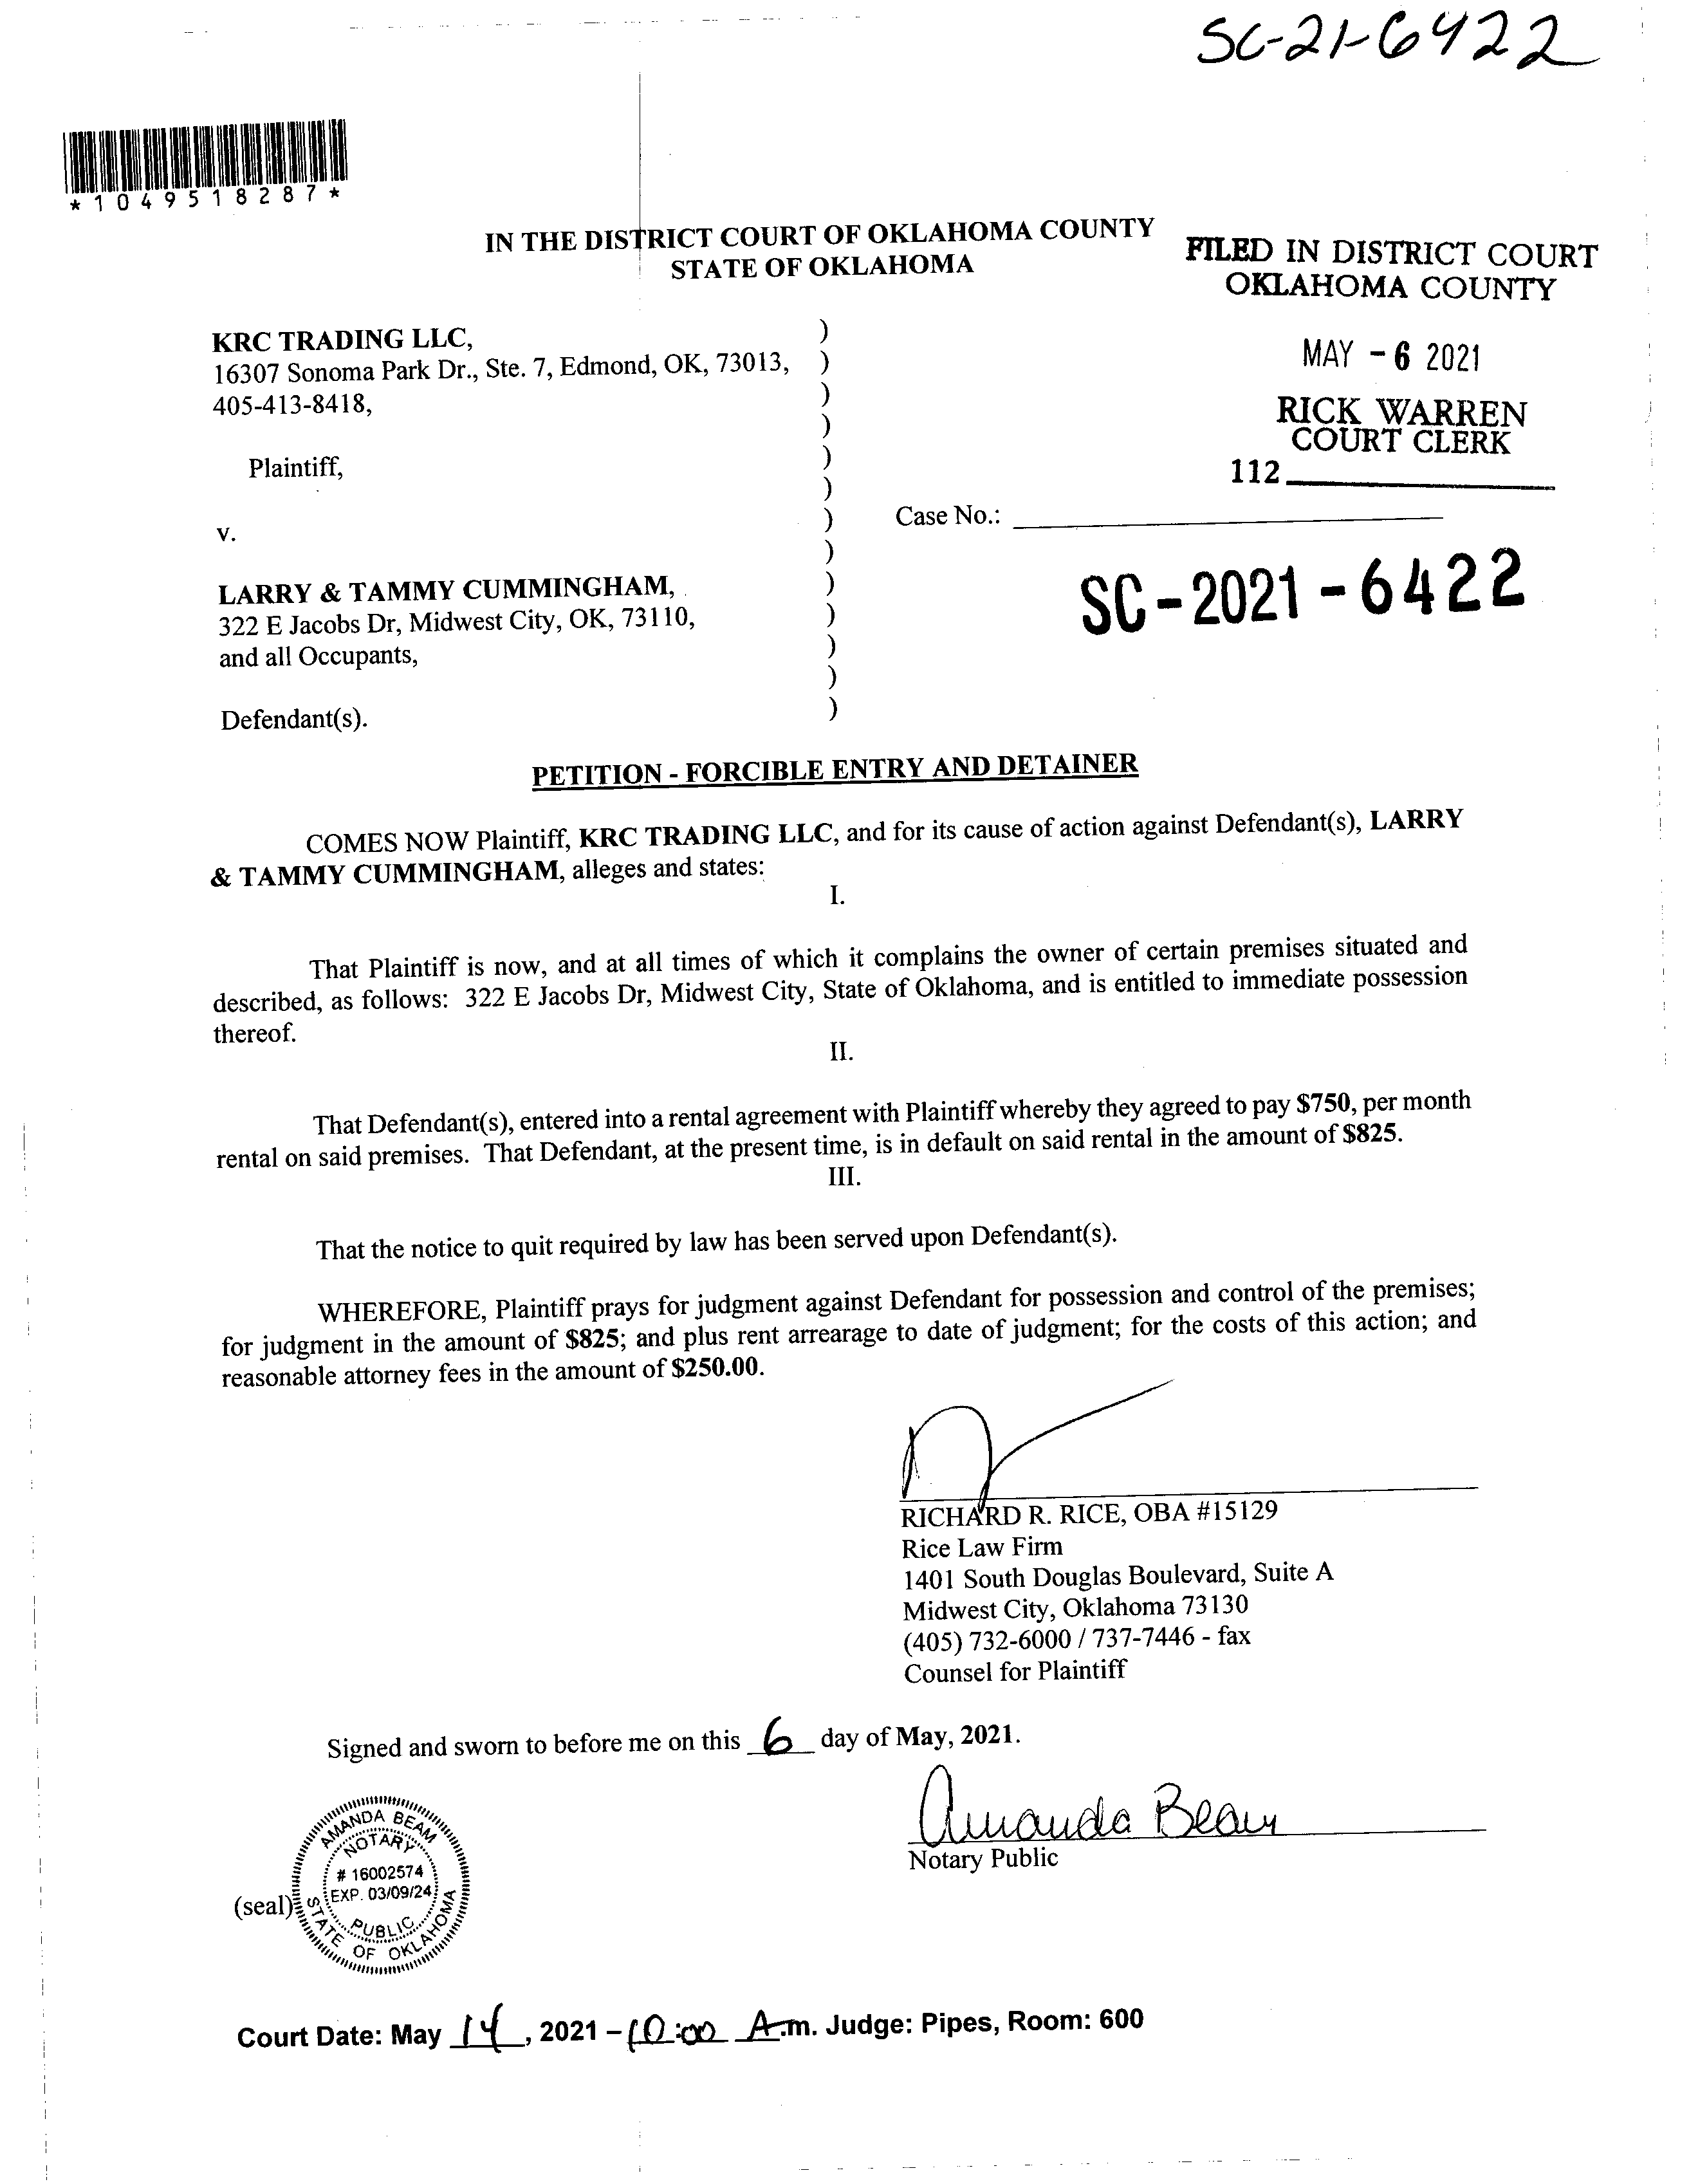 SC-21-6422
*1049518287*
IN THE DISTRICT COURT OF OKLAHOMA COUNTY
STATE OF OKLAHOMA
FILED IN DISTRICT COURT
OKLAHOMA COUNTY
MAY -6 2021
RICK WARREN
COURT CLERK
112
KRC TRADING LLC, )
16307 Sonoma Park Dr., Ste. 7, Edmond, OK, 73013, )
405-413-8418, )
)
Plaintiff, )
)
v. ) Case No.:
)
SC-2021-6422
LARRY & TAMMY CUMMINGHAM, )
322 E Jacobs Dr, Midwest City, OK, 73110, )
and all Occupants, )
)
Defendant(s). )
PETITION - FORCIBLE ENTRY AND DETAINER
COMES NOW Plaintiff, KRC TRADING LLC, and for its cause of action against Defendant(s), LARRY
& TAMMY CUMMINGHAM, alleges and states:
I.
That Plaintiff is now, and at all times of which it complains the owner of certain premises situated and
described, as follows: 322 E Jacobs Dr, Midwest City, State of Oklahoma, and is entitled to immediate possession
thereof.
II.
That Defendant(s), entered into a rental agreement with Plaintiff whereby they agreed to pay $750, per month
rental on said premises. That Defendant, at the present time, is in default on said rental in the amount of $825.
III.
That the notice to quit required by law has been served upon Defendant(s).
WHEREFORE, Plaintiff prays for judgment against Defendant for possession and control of the premises;
for judgment in the amount of $825; and plus rent arrearage to date of judgment; for the costs of this action; and
reasonable attorney fees in the amount of $250.00.
RICHARD R. RICE, OBA #15129
Rice Law Firm
1401 South Douglas Boulevard, Suite A
Midwest City, Oklahoma 73130
(405) 732-6000 / 737-7446 - fax
Counsel for Plaintiff
Signed and sworn to before me on this 6 day of May, 2021.
Amanda Beam
Notary Public
(seal)
AMANDA BEAM
NOTARY
# 16002574
EXP. 03/09/24
PUBLIC
STATE OF OKLAHOMA
Court Date: May 14, 2021 – 10:00 A.m. Judge: Pipes, Room: 600